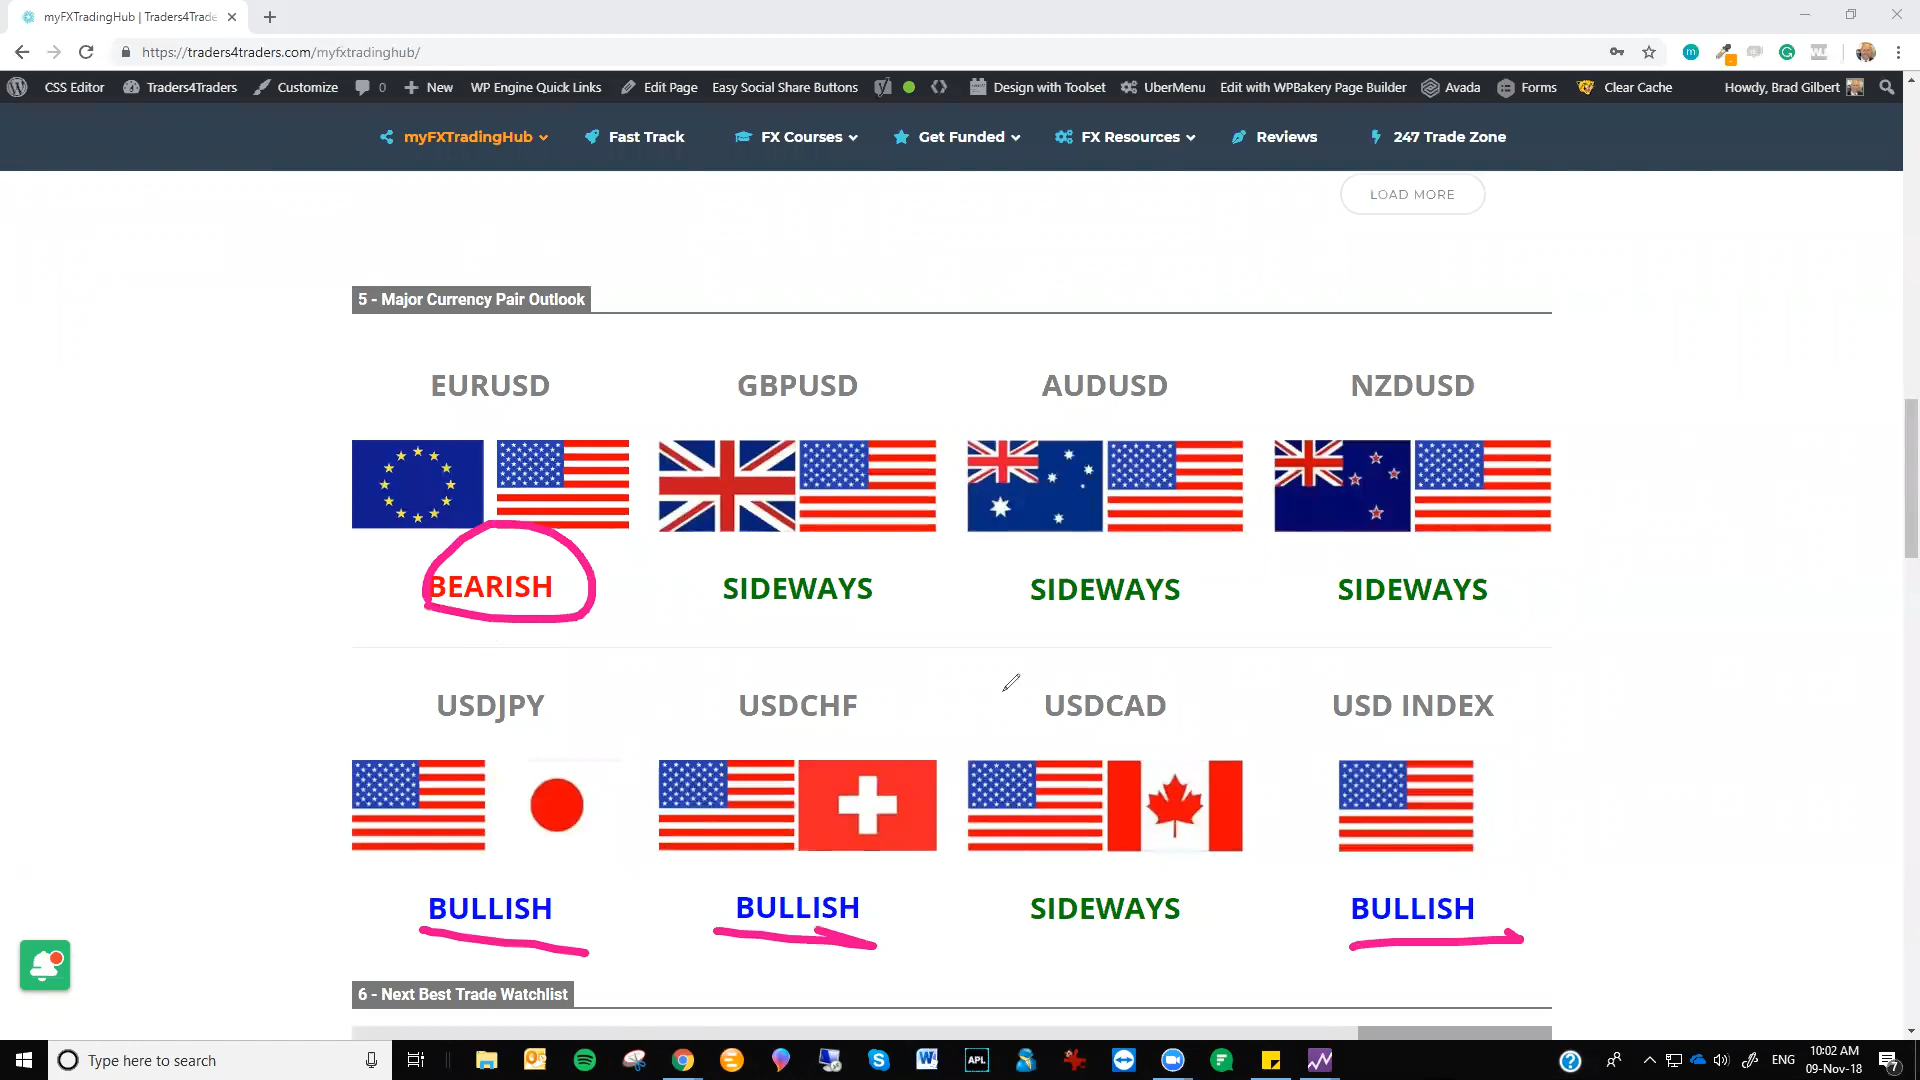 myFXTradingHub | Traders4Trade
https://traders4traders.com/myfxtradinghub/
CSS Editor Traders4Traders Customize 0 New WP Engine Quick Links Edit Page Easy Social Share Buttons Design with Toolset UberMenu Edit with WPBakery Page Builder Avada Forms Clear Cache Howdy, Brad Gilbert
myFXTradingHub Fast Track FX Courses Get Funded FX Resources Reviews 247 Trade Zone
LOAD MORE
5 - Major Currency Pair Outlook
EURUSD GBPUSD AUDUSD NZDUSD
BEARISH SIDEWAYS SIDEWAYS SIDEWAYS
USDJPY USDCHF USDCAD USD INDEX
BULLISH BULLISH SIDEWAYS BULLISH
6 - Next Best Trade Watchlist
Type here to search APL ENG 10:02 AM
09-Nov-18 7